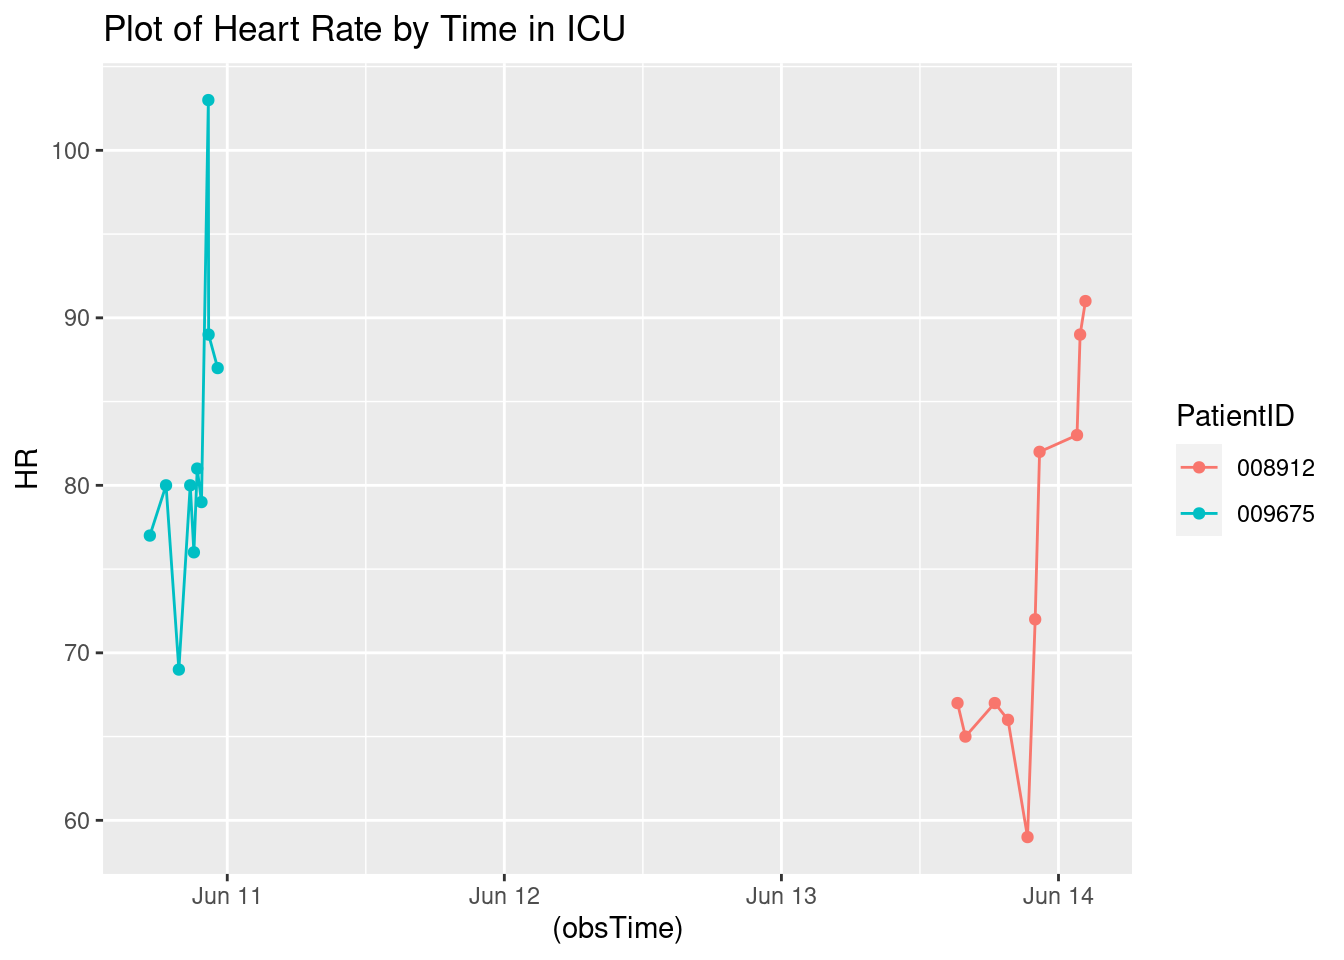 Plot of Heart Rate by Time in ICU
100
90
80
70
60
HR
Jun 11
Jun 12
Jun 13
Jun 14
(obsTime)
PatientID
008912
009675